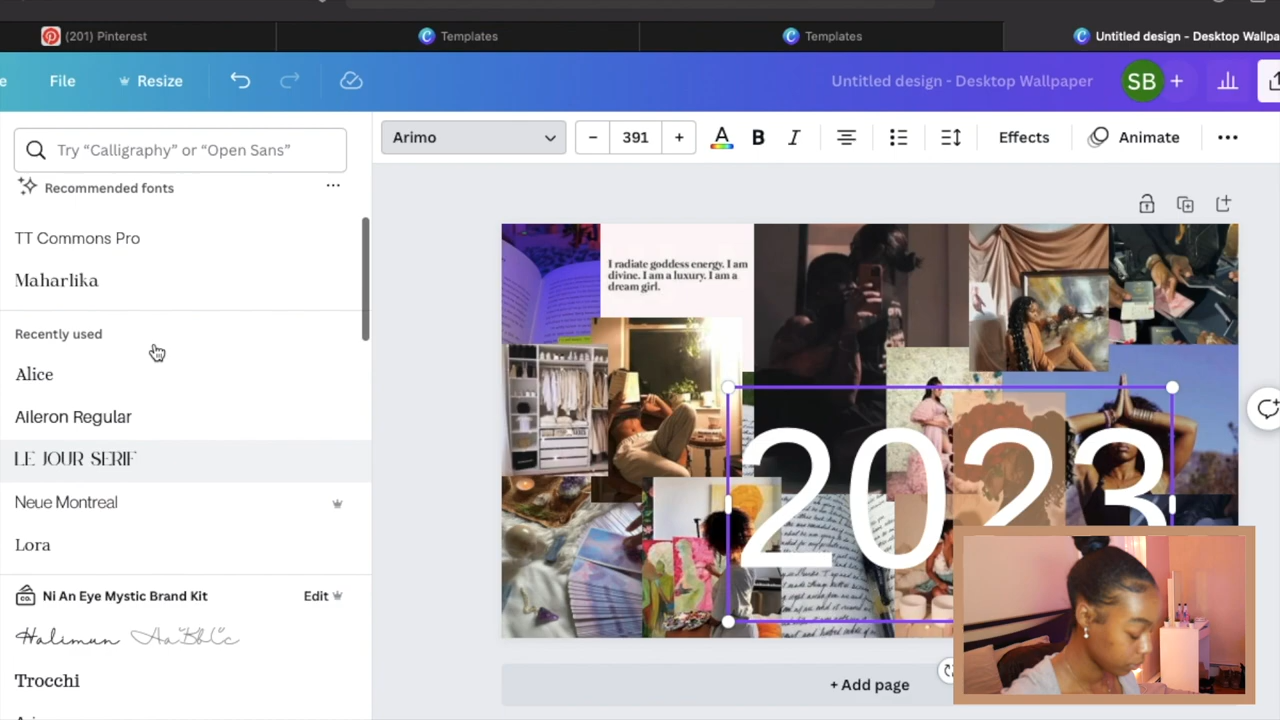 (201) Pinterest
Templates
Templates
Untitled design - Desktop Wallpa
e
File
Resize
Untitled design - Desktop Wallpaper
SB
+
Try “Calligraphy” or “Open Sans”
Arimo
– 391 +
A B I
Effects
Animate
Recommended fonts
TT Commons Pro
Maharlika
Recently used
Alice
Aileron Regular
LE JOUR SERIF
Neue Montreal
Lora
Ni An Eye Mystic Brand Kit
Edit
Halimun AaBbCc
Trocchi
I radiate goddess energy. I am
divine. I am a luxury. I am a
dream girl.
2023
+ Add page